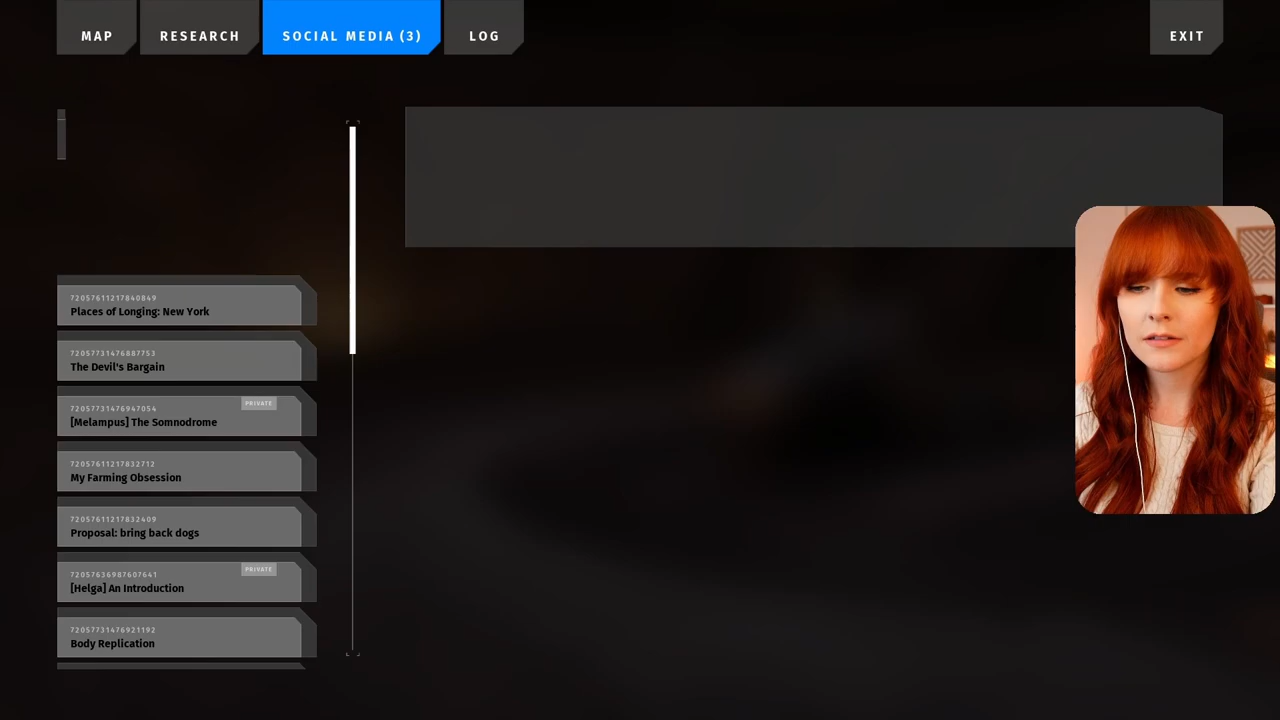 MAP
RESEARCH
SOCIAL MEDIA (3)
LOG
EXIT
72057611217840849
Places of Longing: New York
72057731476887753
The Devil's Bargain
PRIVATE
72057731476947054
[Melampus] The Somnodrome
72057611217832712
My Farming Obsession
72057611217832409
Proposal: bring back dogs
PRIVATE
72057636987607641
[Helga] An Introduction
72057731476921192
Body Replication